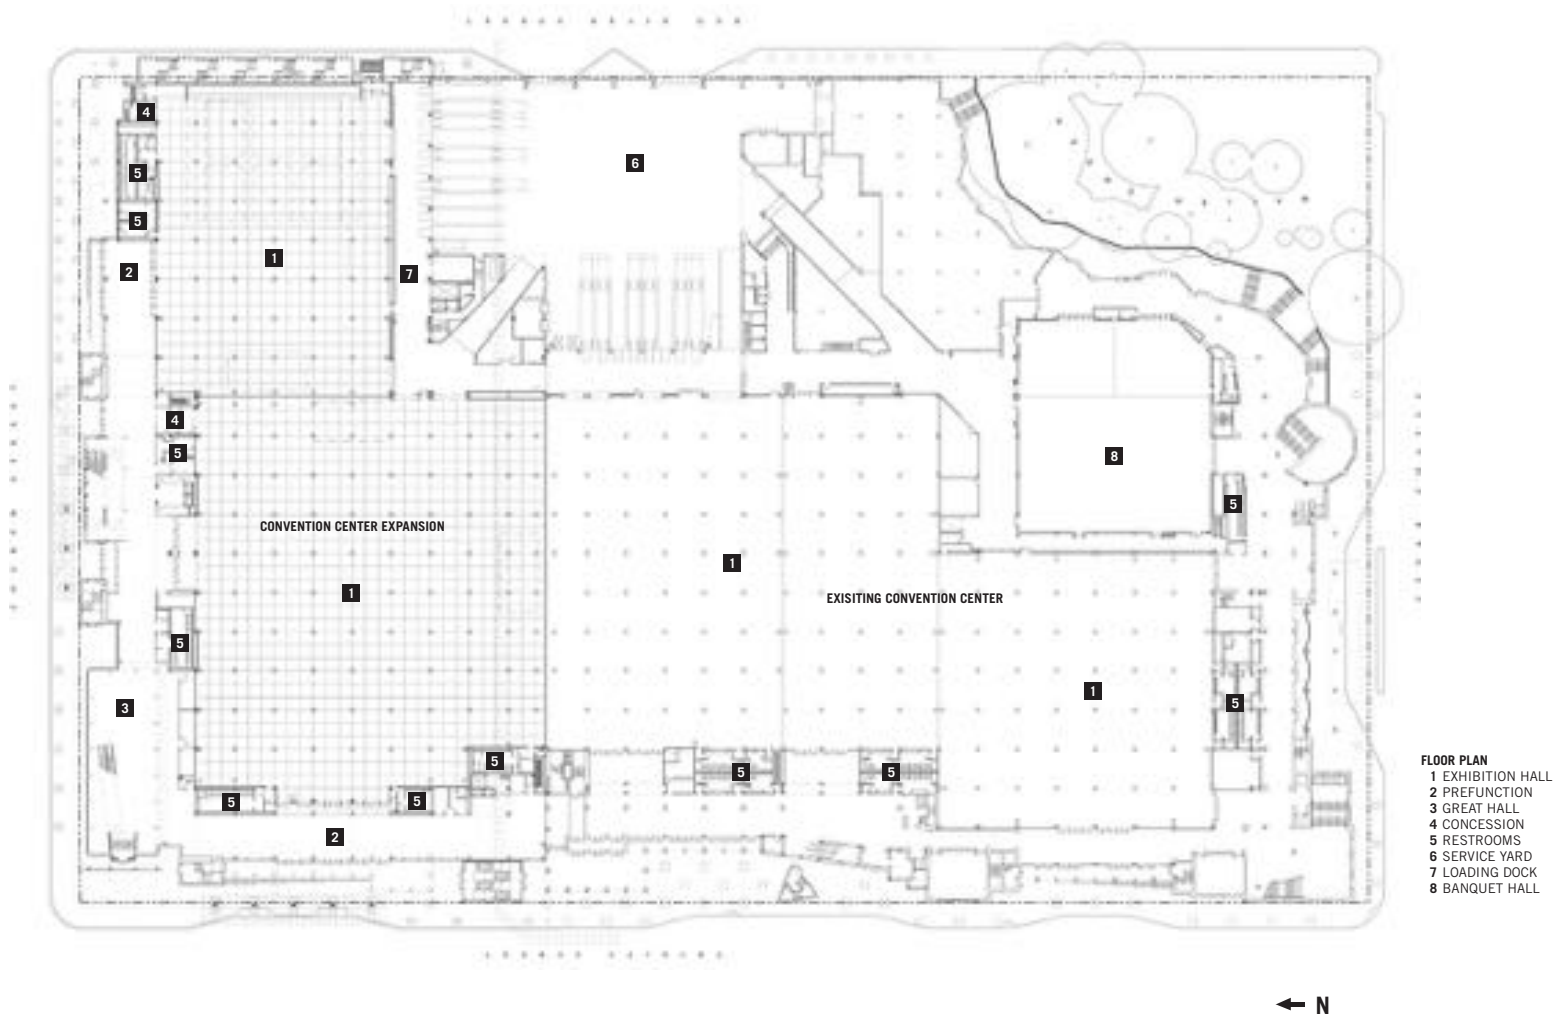 4
5
6
5
1
2
7
4
5
8
5
CONVENTION CENTER EXPANSION
1
1
EXISITING CONVENTION CENTER
5
1
5
3
5
5
5
5
5
2
FLOOR PLAN
1 EXHIBITION HALL
2 PREFUNCTION
3 GREAT HALL
4 CONCESSION
5 RESTROOMS
6 SERVICE YARD
7 LOADING DOCK
8 BANQUET HALL
N